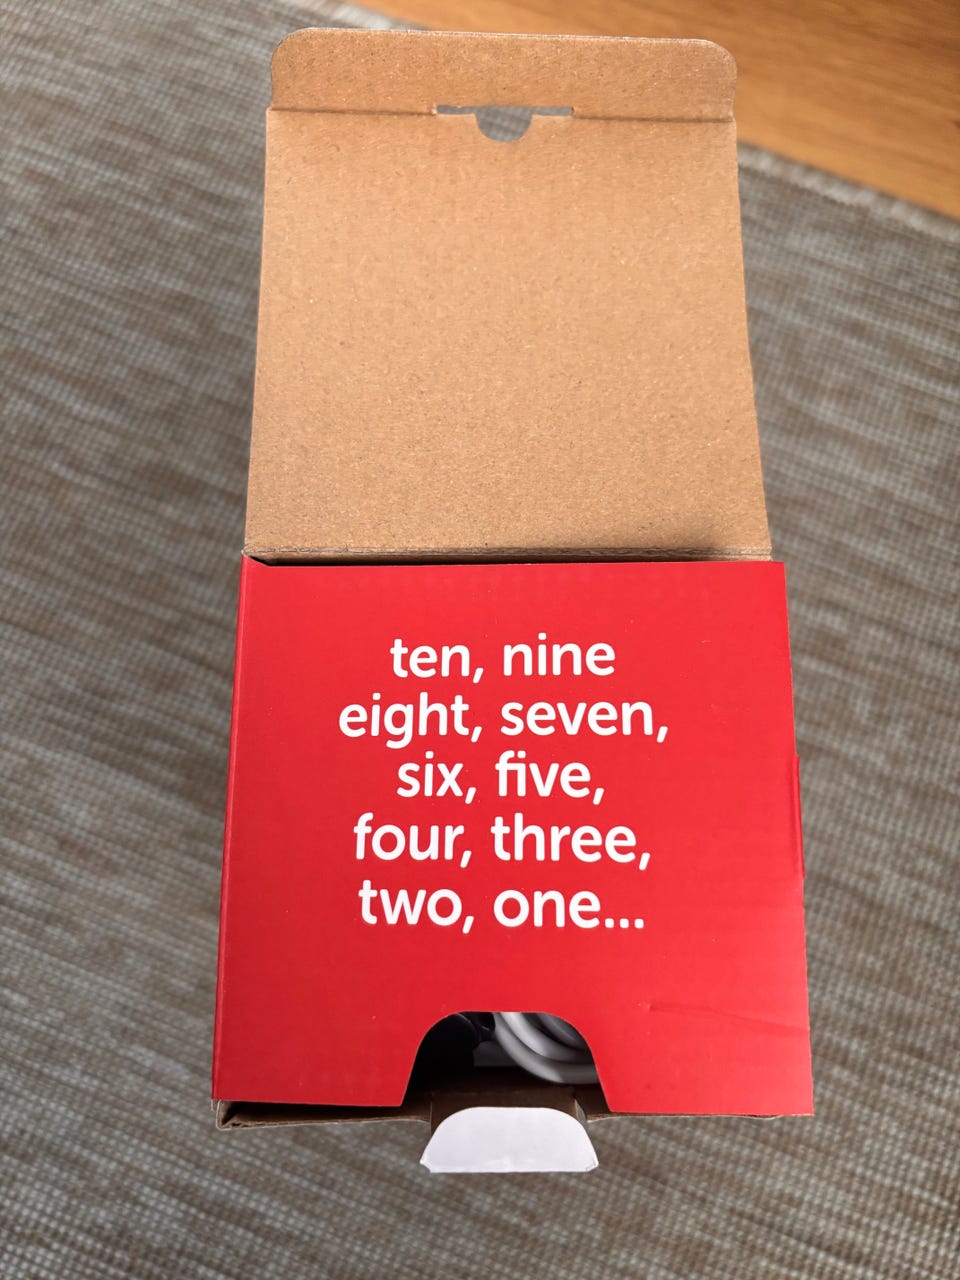 ten, nine
eight, seven,
six, five,
four, three,
two, one...